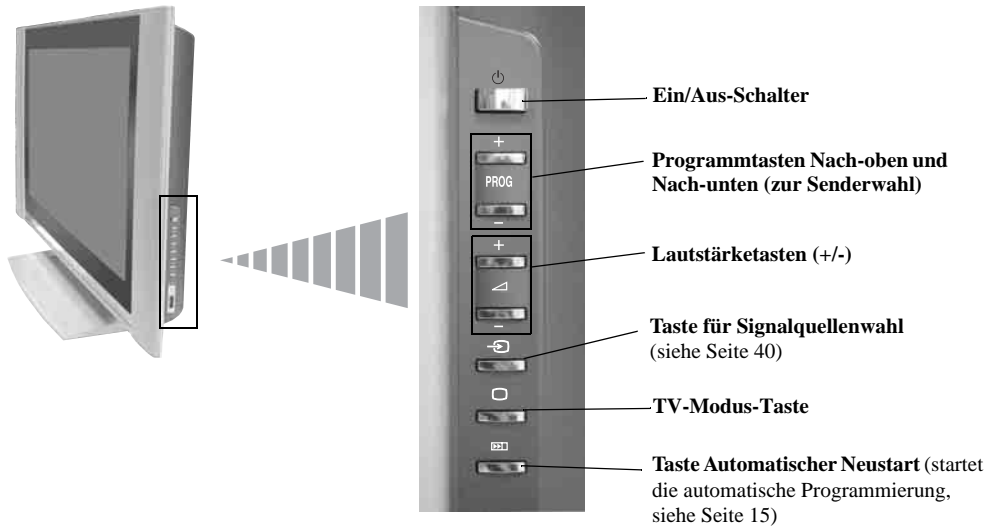 Ein/Aus-Schalter
+
PROG
–
Programmtasten Nach-oben und
Nach-unten (zur Senderwahl)
+
–
Lautstärketasten (+/-)
Taste für Signalquellenwahl
(siehe Seite 40)
TV-Modus-Taste
Taste Automatischer Neustart (startet
die automatische Programmierung,
siehe Seite 15)